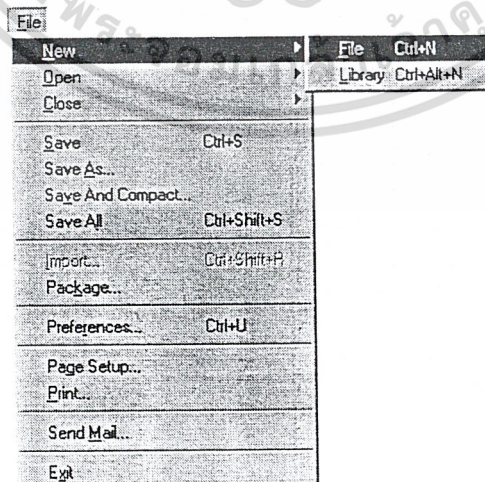 File
New
File Ctrl+N
Library Ctrl+Alt+N
Open
Close
Save Ctrl+S
Save As...
Save And Compact...
Save All Ctrl+Shift+S
Import... Ctrl+Shift+R
Package...
Preferences... Ctrl+U
Page Setup...
Print...
Send Mail...
Exit